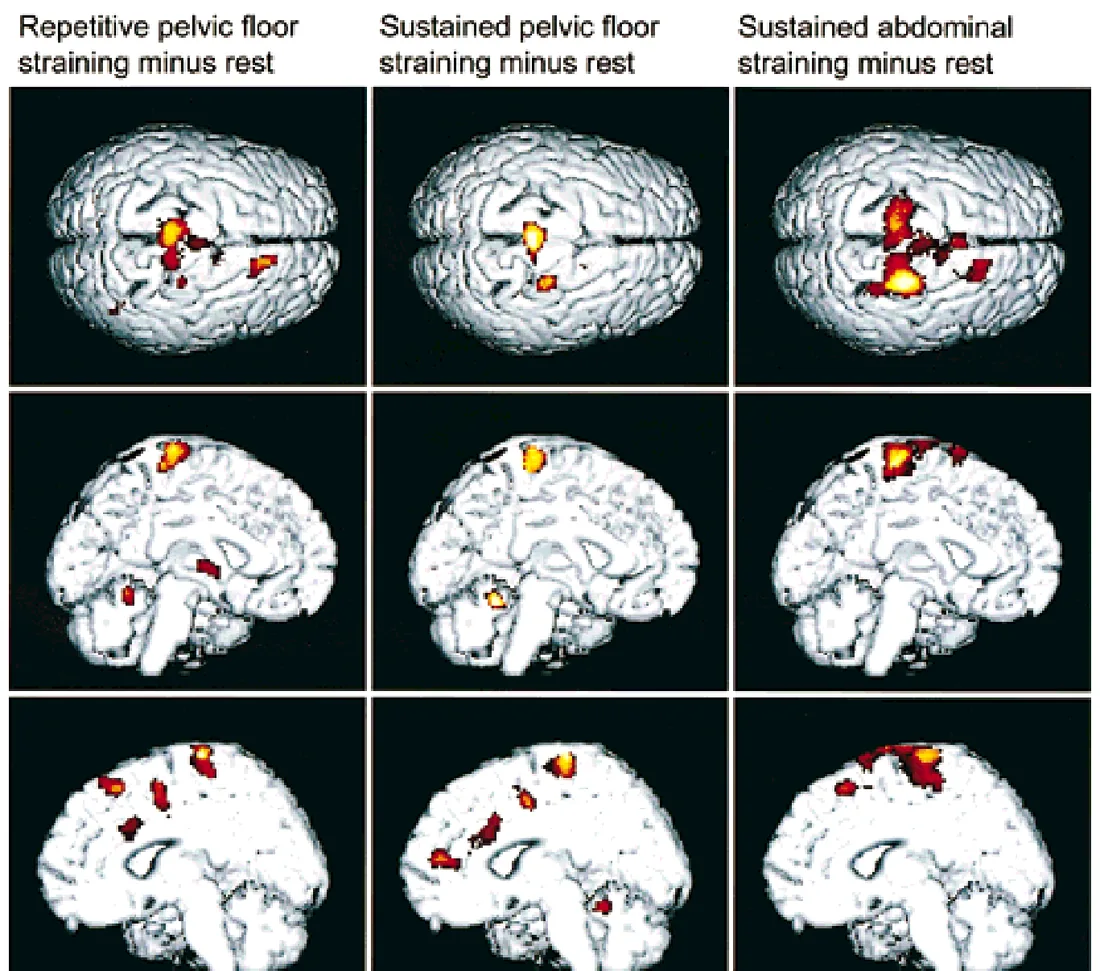 Repetitive pelvic floor
straining minus rest
Sustained pelvic floor
straining minus rest
Sustained abdominal
straining minus rest